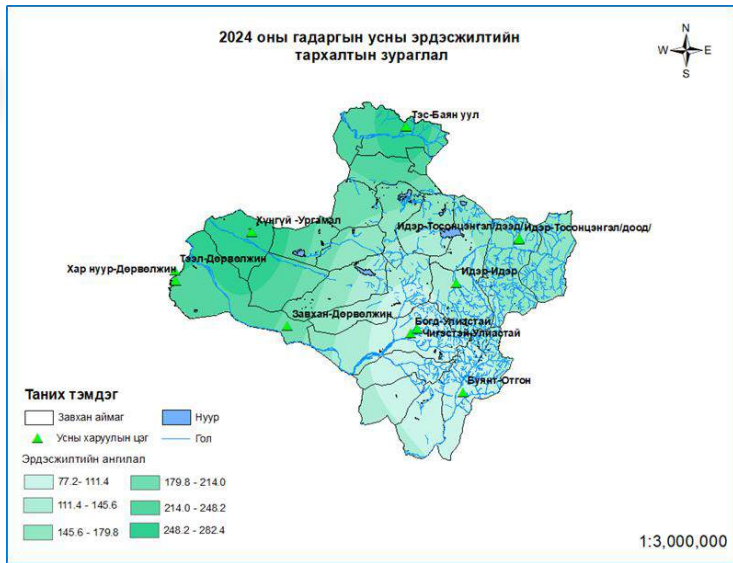 2024 оны гадаргын усны эрдэсжилтийн
тархалтын зураглал
N
W E
S
Тэс-Баян уул
Хүнгүй -Ургамал
Идэр-Тосонцэнгэл/дээд/
Идэр-Тосонцэнгэл/доод/
Тээл-Дөрвөлжин
Хар нуур-Дөрвөлжин
Идэр-Идэр
Завхан-Дөрвөлжин
Богд-Улиастай
Чигэстэй-Улиастай
Буянт-Отгон
Таних тэмдэг
Завхан аймаг
Нуур
Усны харуулын цэг
Гол
Эрдэсжилтийн ангилал
77.2- 111.4
179.8 - 214.0
111.4 - 145.6
214.0 - 248.2
145.6 - 179.8
248.2 - 282.4
1:3,000,000